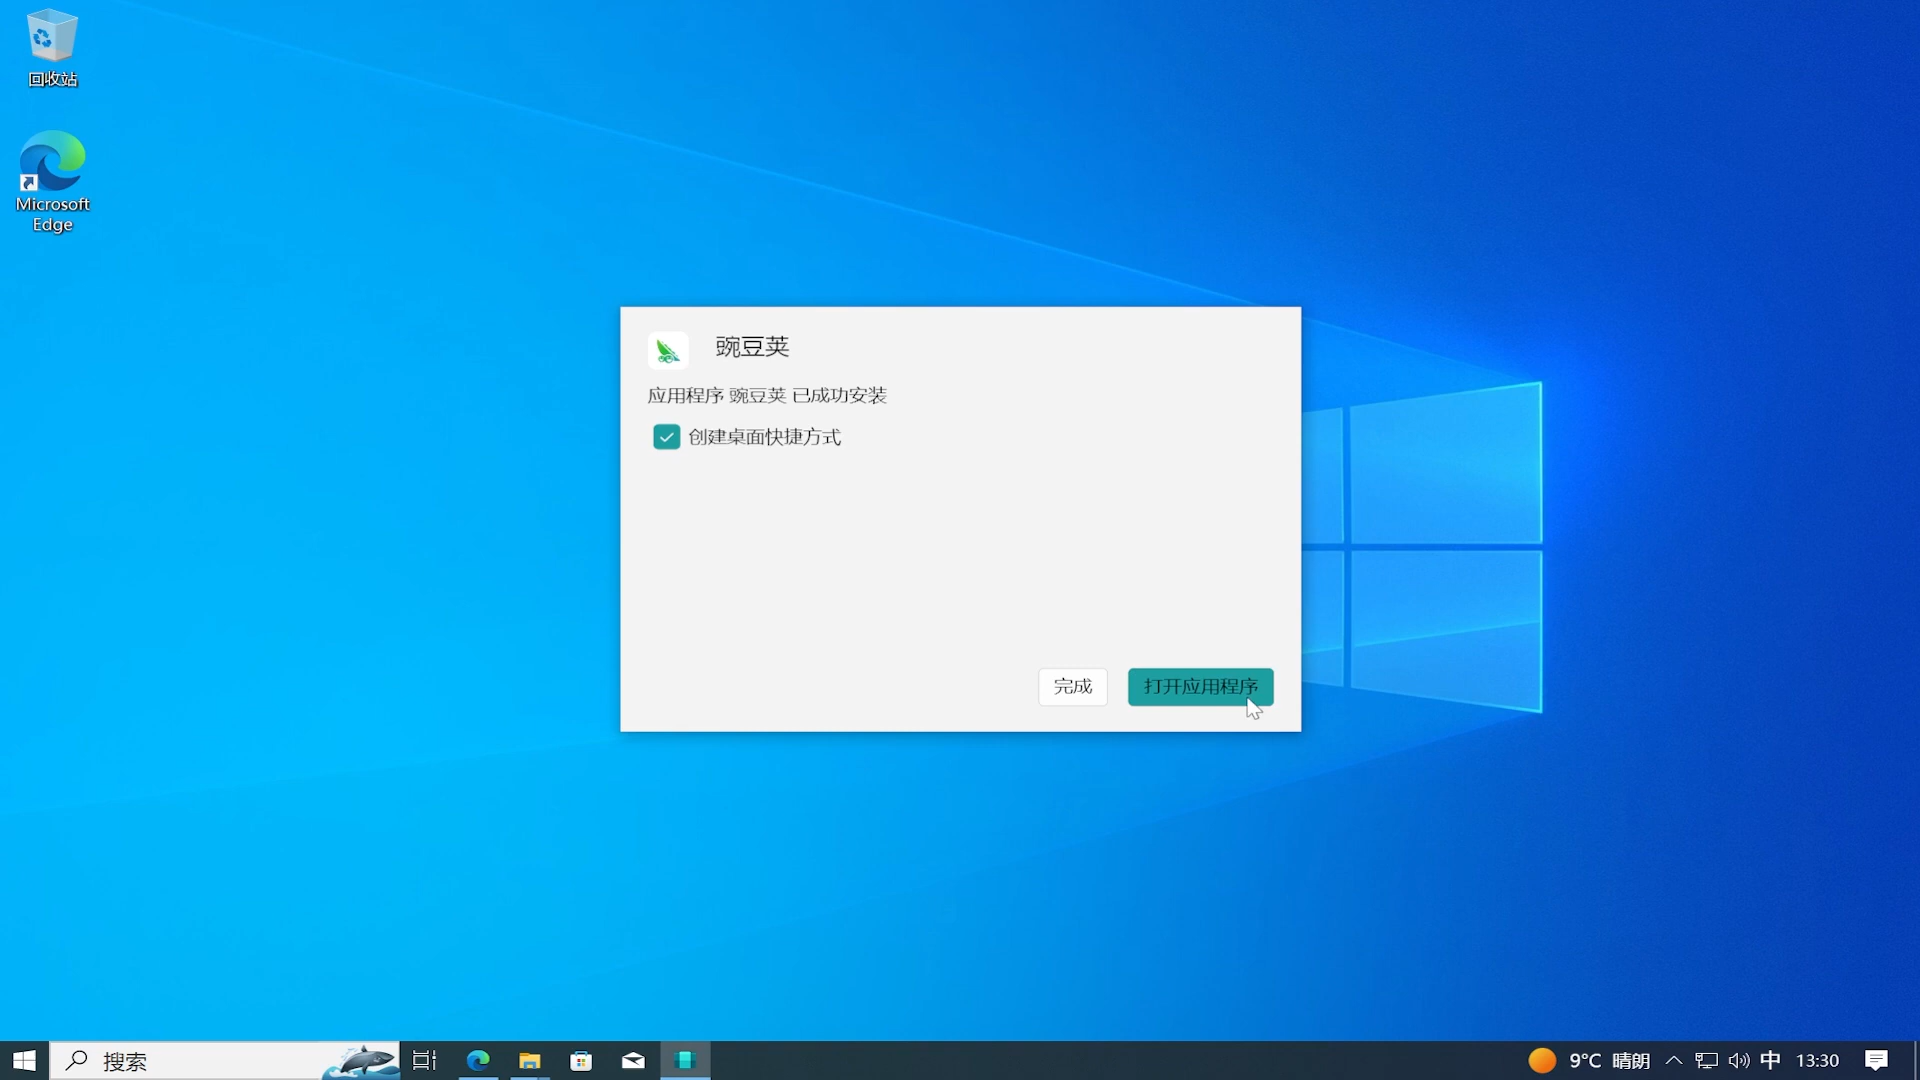 回收站
Microsoft
Edge
豌豆荚
应用程序 豌豆荚 已成功安装
创建桌面快捷方式
完成
打开应用程序
搜索
9°C 晴朗
中
13:30